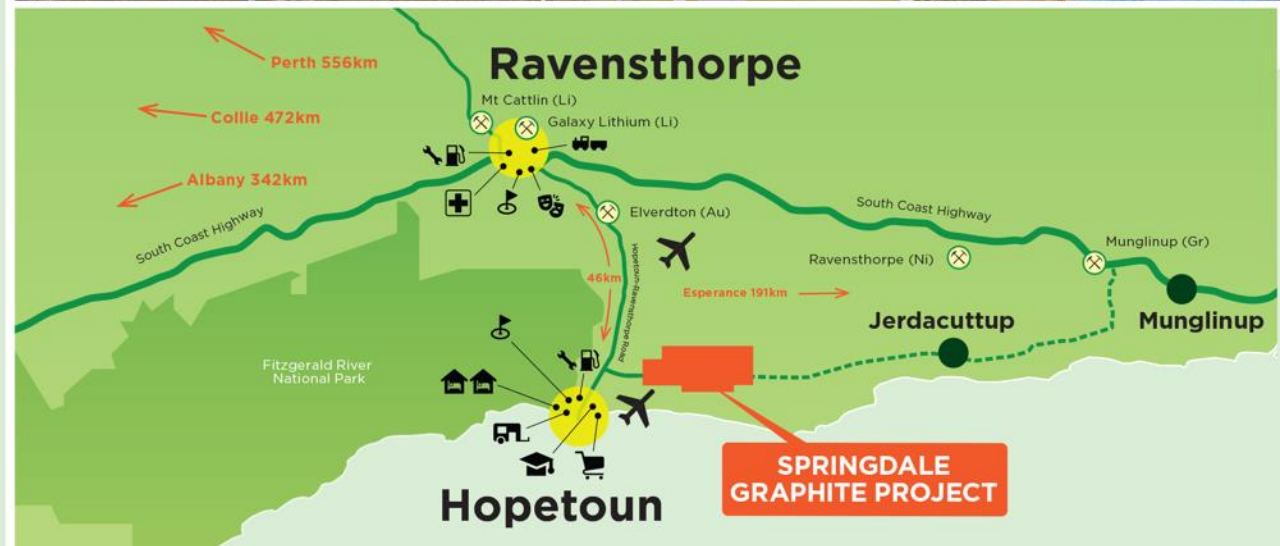 Perth 556km
Ravensthorpe
Mt Cattlin (Li)
Collie 472km
Galaxy Lithium (Li)
Albany 342km
South Coast Highway
South Coast Highway
Elverdton (Au)
Munglinup (Gr)
Ravensthorpe (Ni)
46km
Hopetoun-Ravensthorpe Road
Esperance 191km
Jerdacuttup
Munglinup
Fitzgerald River
National Park
SPRINGDALE
GRAPHITE PROJECT
Hopetoun